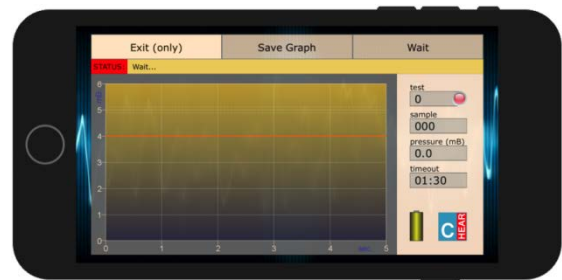 Exit (only) Save Graph Wait
STATUS: Wait...
6
5
4
3
2
1
0
0 1 2 3 4 sec. 5
test
0
sample
000
pressure (mB)
0.0
timeout
01:30
C HEAR